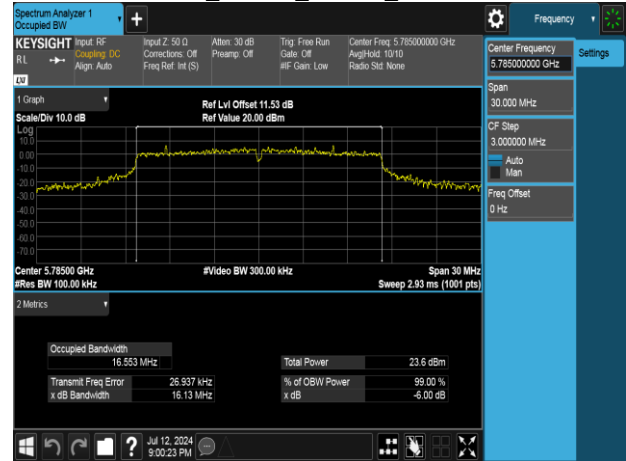 Spectrum Analyzer 1
Occupied BW
Frequency
KEYSIGHT
Input: RF
Coupling: DC
Align: Auto
Input Z: 50 Ω
Corrections: Off
Freq Ref: Int (S)
Atten: 30 dB
Preamp: Off
Trig: Free Run
Gate: Off
#IF Gain: Low
Center Freq: 5.785000000 GHz
Avg|Hold: 10/10
Radio Std: None
RL
LXI
1 Graph
Scale/Div 10.0 dB
Ref Lvl Offset 11.53 dB
Ref Value 20.00 dBm
Log
10.0
0.00
-10.0
-20.0
-30.0
-40.0
-50.0
-60.0
-70.0
Center 5.78500 GHz
#Video BW 300.00 kHz
Span 30 MHz
#Res BW 100.00 kHz
Sweep 2.93 ms (1001 pts)
2 Metrics
Occupied Bandwidth
16.553 MHz
Total Power 23.6 dBm
Transmit Freq Error 26.937 kHz
% of OBW Power 99.00 %
x dB Bandwidth 16.13 MHz
x dB -6.00 dB
Jul 12, 2024
9:00:23 PM
Center Frequency
5.785000000 GHz
Settings
Span
30.000 MHz
CF Step
3.000000 MHz
Auto
Man
Freq Offset
0 Hz